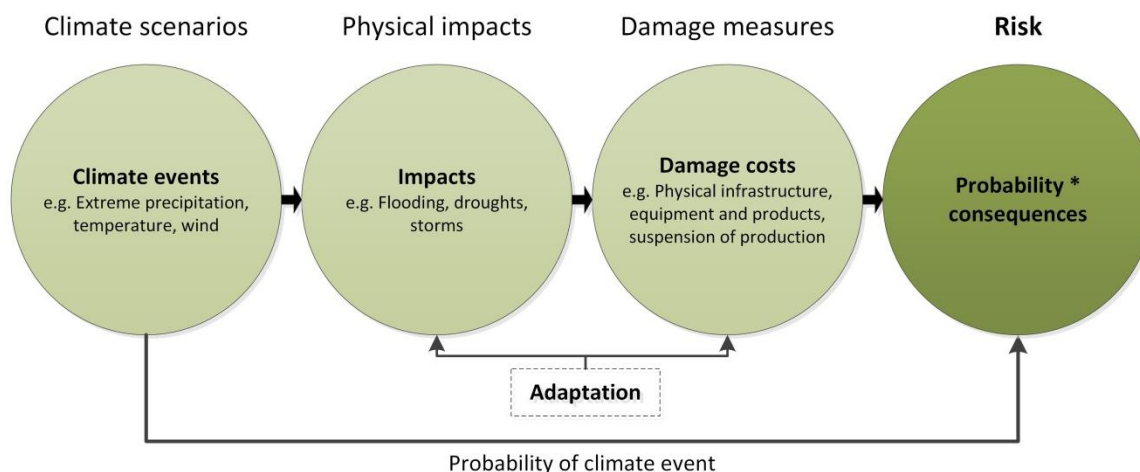 Climate scenarios
Physical impacts
Damage measures
Risk
Climate events
e.g. Extreme precipitation,
temperature, wind
Impacts
e.g. Flooding, droughts,
storms
Damage costs
e.g. Physical infrastructure,
equipment and products,
suspension of production
Probability *
consequences
Adaptation
Probability of climate event